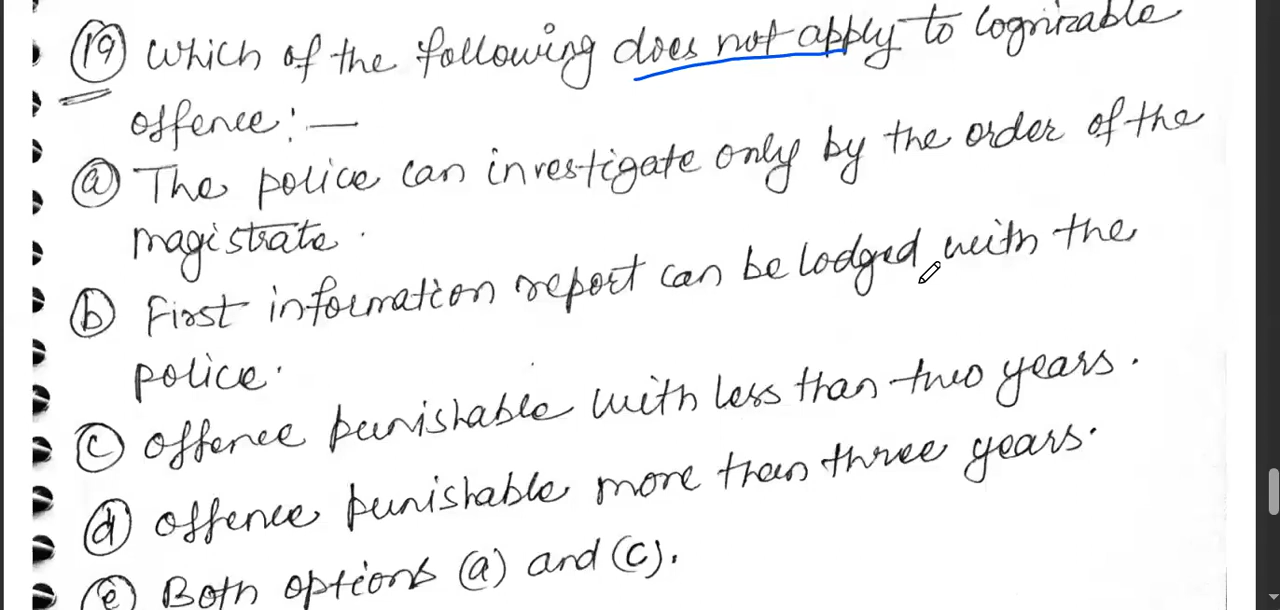 (19) Which of the following does not apply to Cognizable
offence: —
(a) The police can investigate only by the order of the
magistrate.
(b) First information report can be lodged with the
police.
(c) offence punishable with less than two years.
(d) offence punishable more than three years.
(e) Both options (a) and (c).